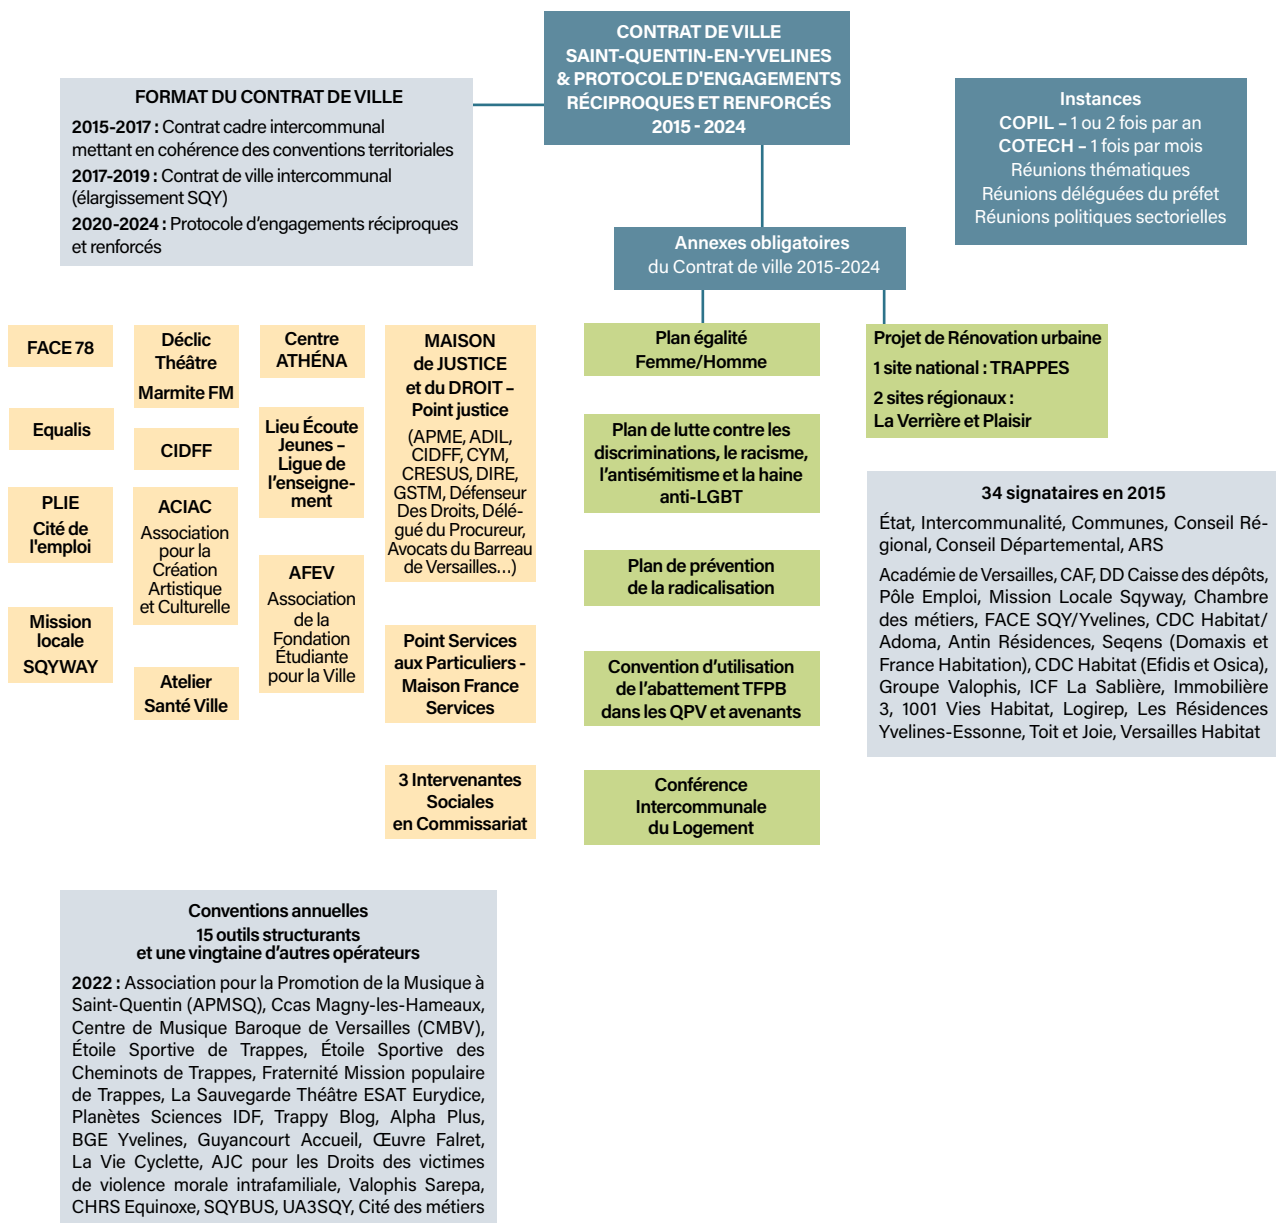 CONTRAT DE VILLE
SAINT-QUENTIN-EN-YVELINES
& PROTOCOLE D'ENGAGEMENTS
RÉCIPROQUES ET RENFORCÉS
2015 - 2024
FORMAT DU CONTRAT DE VILLE
2015-2017 : Contrat cadre intercommunal
mettant en cohérence des conventions territoriales
2017-2019 : Contrat de ville intercommunal
(élargissement SQY)
2020-2024 : Protocole d’engagements réciproques
et renforcés
Instances
COPIL – 1 ou 2 fois par an
COTECH – 1 fois par mois
Réunions thématiques
Réunions déléguées du préfet
Réunions politiques sectorielles
Annexes obligatoires
du Contrat de ville 2015-2024
FACE 78
Equalis
PLIE
Cité de
l'emploi
Mission
locale
SQYWAY
Déclic
Théâtre
Marmite FM
CIDFF
ACIAC
Association
pour la
Création
Artistique
et Culturelle
Atelier
Santé Ville
Centre
ATHÉNA
Lieu Écoute
Jeunes –
Ligue de
l’enseigne-
ment
AFEV
Association
de la
Fondation
Étudiante
pour la Ville
MAISON
de JUSTICE
et du DROIT –
Point justice
(APME, ADIL,
CIDFF, CYM,
CRESUS, DIRE,
GSTM, Défenseur
Des Droits, Délé-
gué du Procureur,
Avocats du Barreau
de Versailles…)
Point Services
aux Particuliers -
Maison France
Services
3 Intervenantes
Sociales
en Commissariat
Plan égalité
Femme/Homme
Plan de lutte contre les
discriminations, le racisme,
l’antisémitisme et la haine
anti-LGBT
Plan de prévention
de la radicalisation
Convention d’utilisation
de l’abattement TFPB
dans les QPV et avenants
Conférence
Intercommunale
du Logement
Projet de Rénovation urbaine
1 site national : TRAPPES
2 sites régionaux :
La Verrière et Plaisir
34 signataires en 2015
État, Intercommunalité, Communes, Conseil Ré-
gional, Conseil Départemental, ARS
Académie de Versailles, CAF, DD Caisse des dépôts,
Pôle Emploi, Mission Locale Sqyway, Chambre
des métiers, FACE SQY/Yvelines, CDC Habitat/
Adoma, Antin Résidences, Seqens (Domaxis et
France Habitation), CDC Habitat (Efidis et Osica),
Groupe Valophis, ICF La Sablière, Immobilière
3, 1001 Vies Habitat, Logirep, Les Résidences
Yvelines-Essonne, Toit et Joie, Versailles Habitat
Conventions annuelles
15 outils structurants
et une vingtaine d’autres opérateurs
2022 : Association pour la Promotion de la Musique à
Saint-Quentin (APMSQ), Ccas Magny-les-Hameaux,
Centre de Musique Baroque de Versailles (CMBV),
Étoile Sportive de Trappes, Étoile Sportive des
Cheminots de Trappes, Fraternité Mission populaire
de Trappes, La Sauvegarde Théâtre ESAT Eurydice,
Planètes Sciences IDF, Trappy Blog, Alpha Plus,
BGE Yvelines, Guyancourt Accueil, Œuvre Falret,
La Vie Cyclette, AJC pour les Droits des victimes
de violence morale intrafamiliale, Valophis Sarepa,
CHRS Equinoxe, SQYBUS, UA3SQY, Cité des métiers